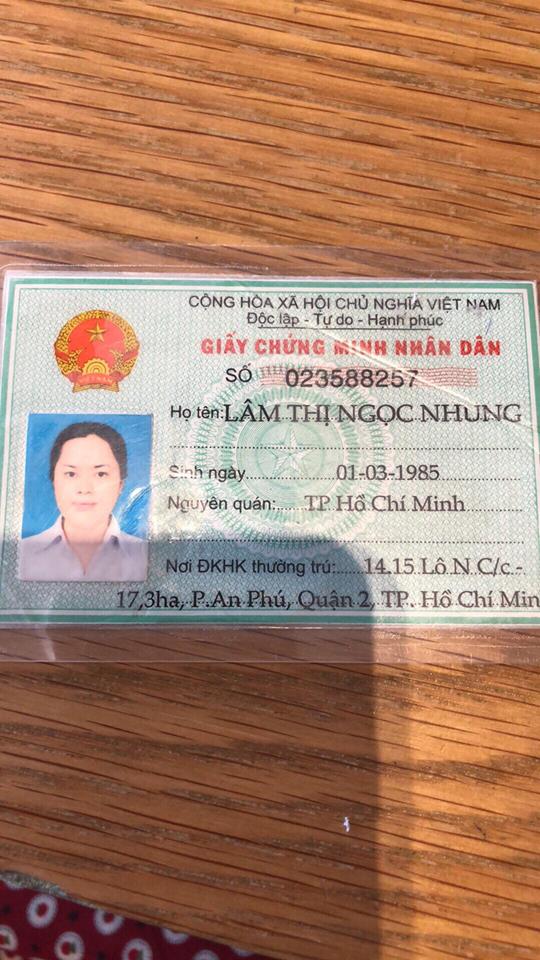 CỘNG HÒA XÃ HỘI CHỦ NGHĨA VIỆT NAM
Độc lập - Tự do - Hạnh phúc
GIẤY CHỨNG MINH NHÂN DÂN
SỐ 023588257
Họ tên: LÂM THỊ NGỌC NHUNG
Sinh ngày 01-03-1985
Nguyên quán: TP Hồ Chí Minh
Nơi ĐKHK thường trú: 14.15 Lô N C/c -
17,3ha, P.An Phú, Quận 2, TP. Hồ Chí Min
VIỆT NAM